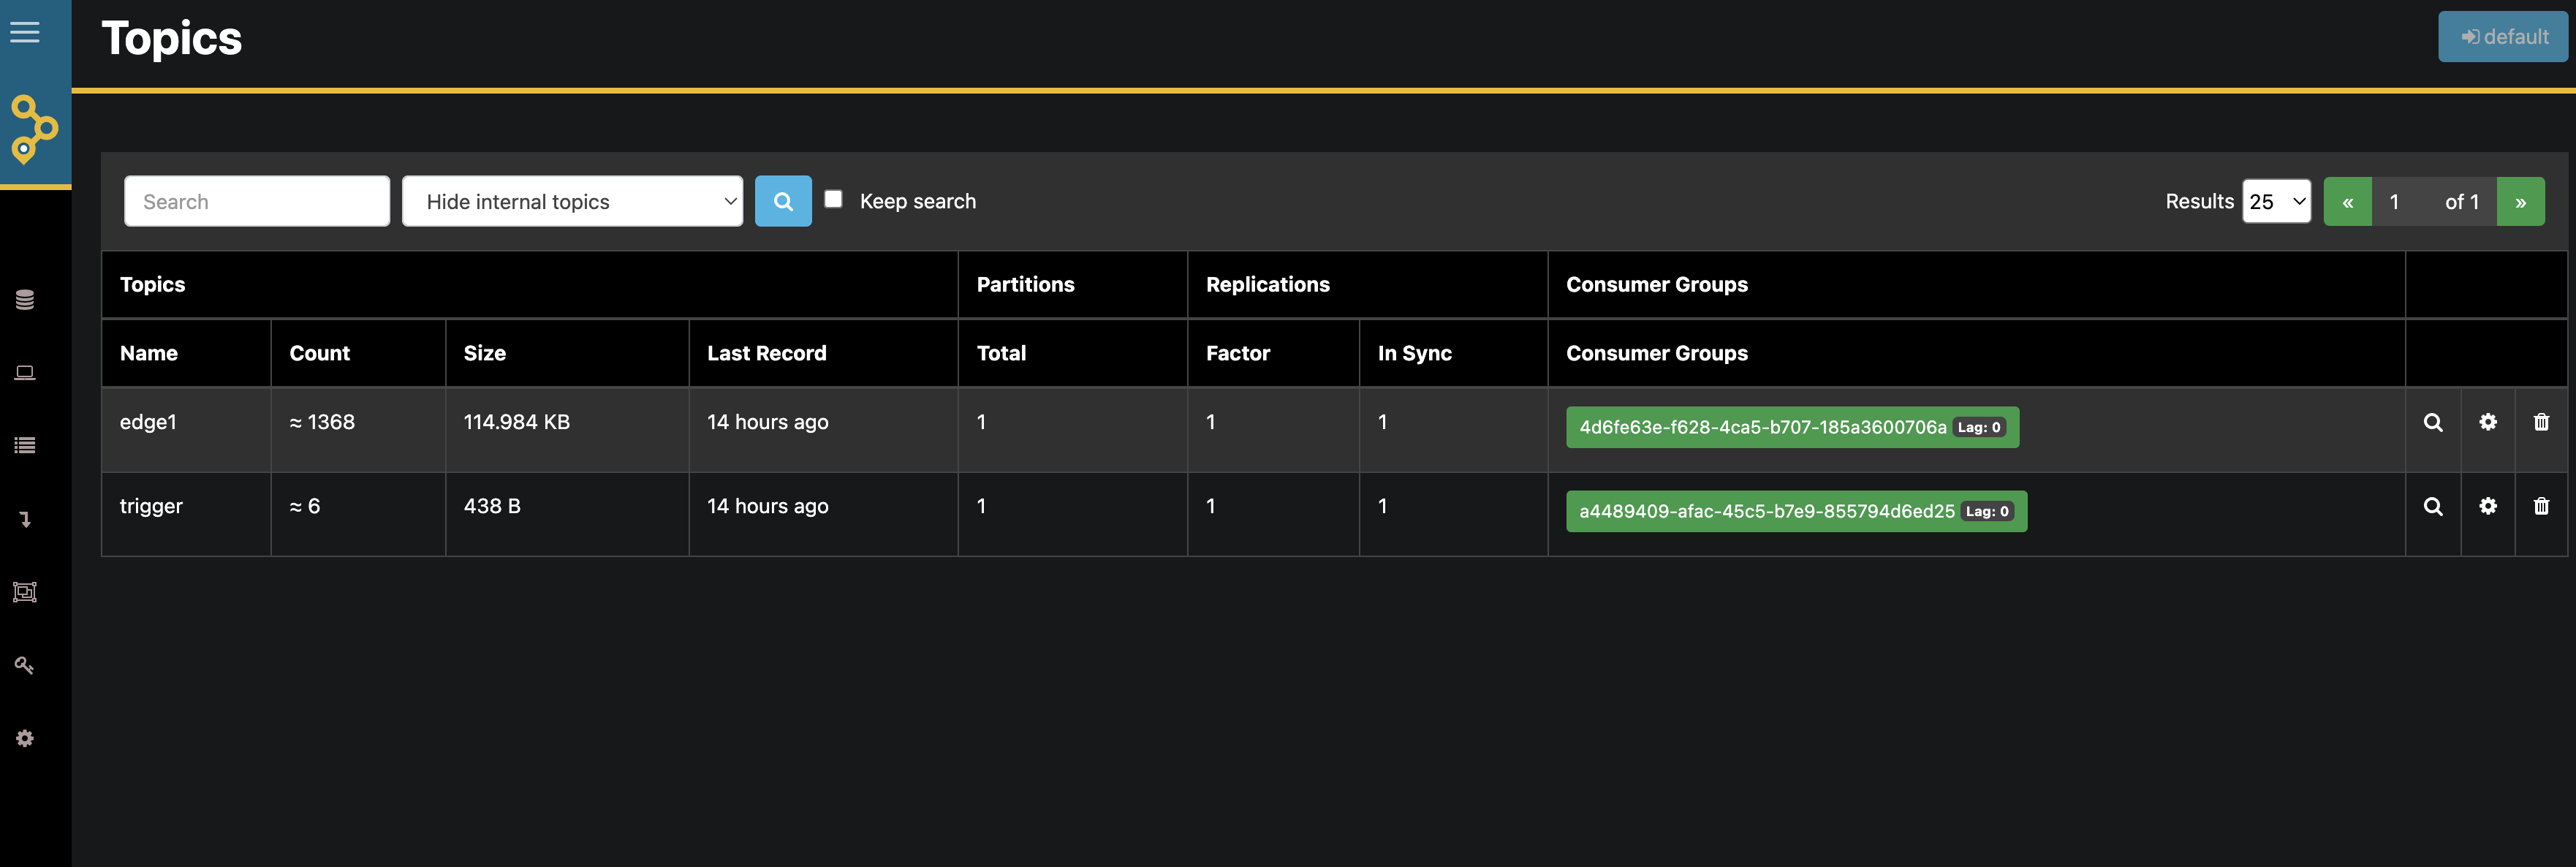 Topics
default
Search
Hide internal topics
Keep search
Results 25 « 1 of 1 »
Topics Partitions Replications Consumer Groups
Name Count Size Last Record Total Factor In Sync Consumer Groups
edge1 ≈ 1368 114.984 KB 14 hours ago 1 1 1 4d6fe63e-f628-4ca5-b707-185a3600706a Lag: 0
trigger ≈ 6 438 B 14 hours ago 1 1 1 a4489409-afac-45c5-b7e9-855794d6ed25 Lag: 0